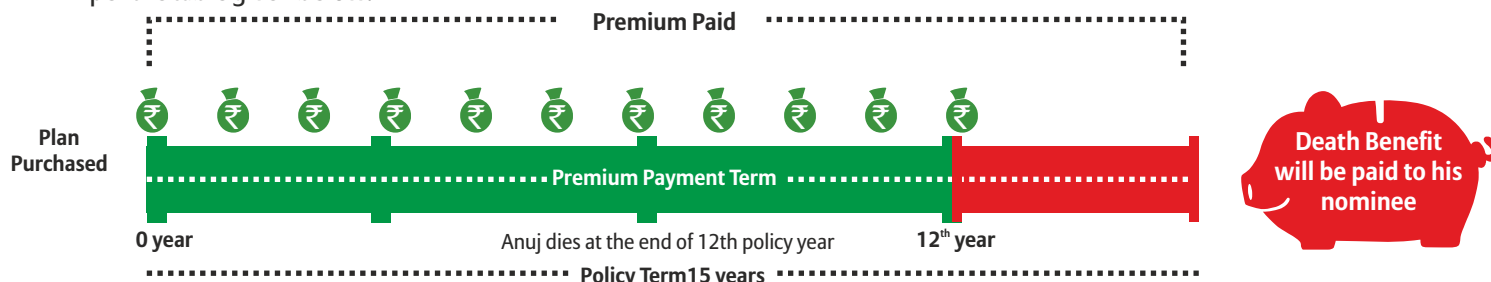 Premium Paid
₹ ₹ ₹ ₹ ₹ ₹ ₹ ₹ ₹ ₹ ₹
Plan
Purchased
Premium Payment Term
Death Benefit
will be paid to his
nominee
0 year
Anuj dies at the end of 12th policy year
12th year
Policy Term15 years